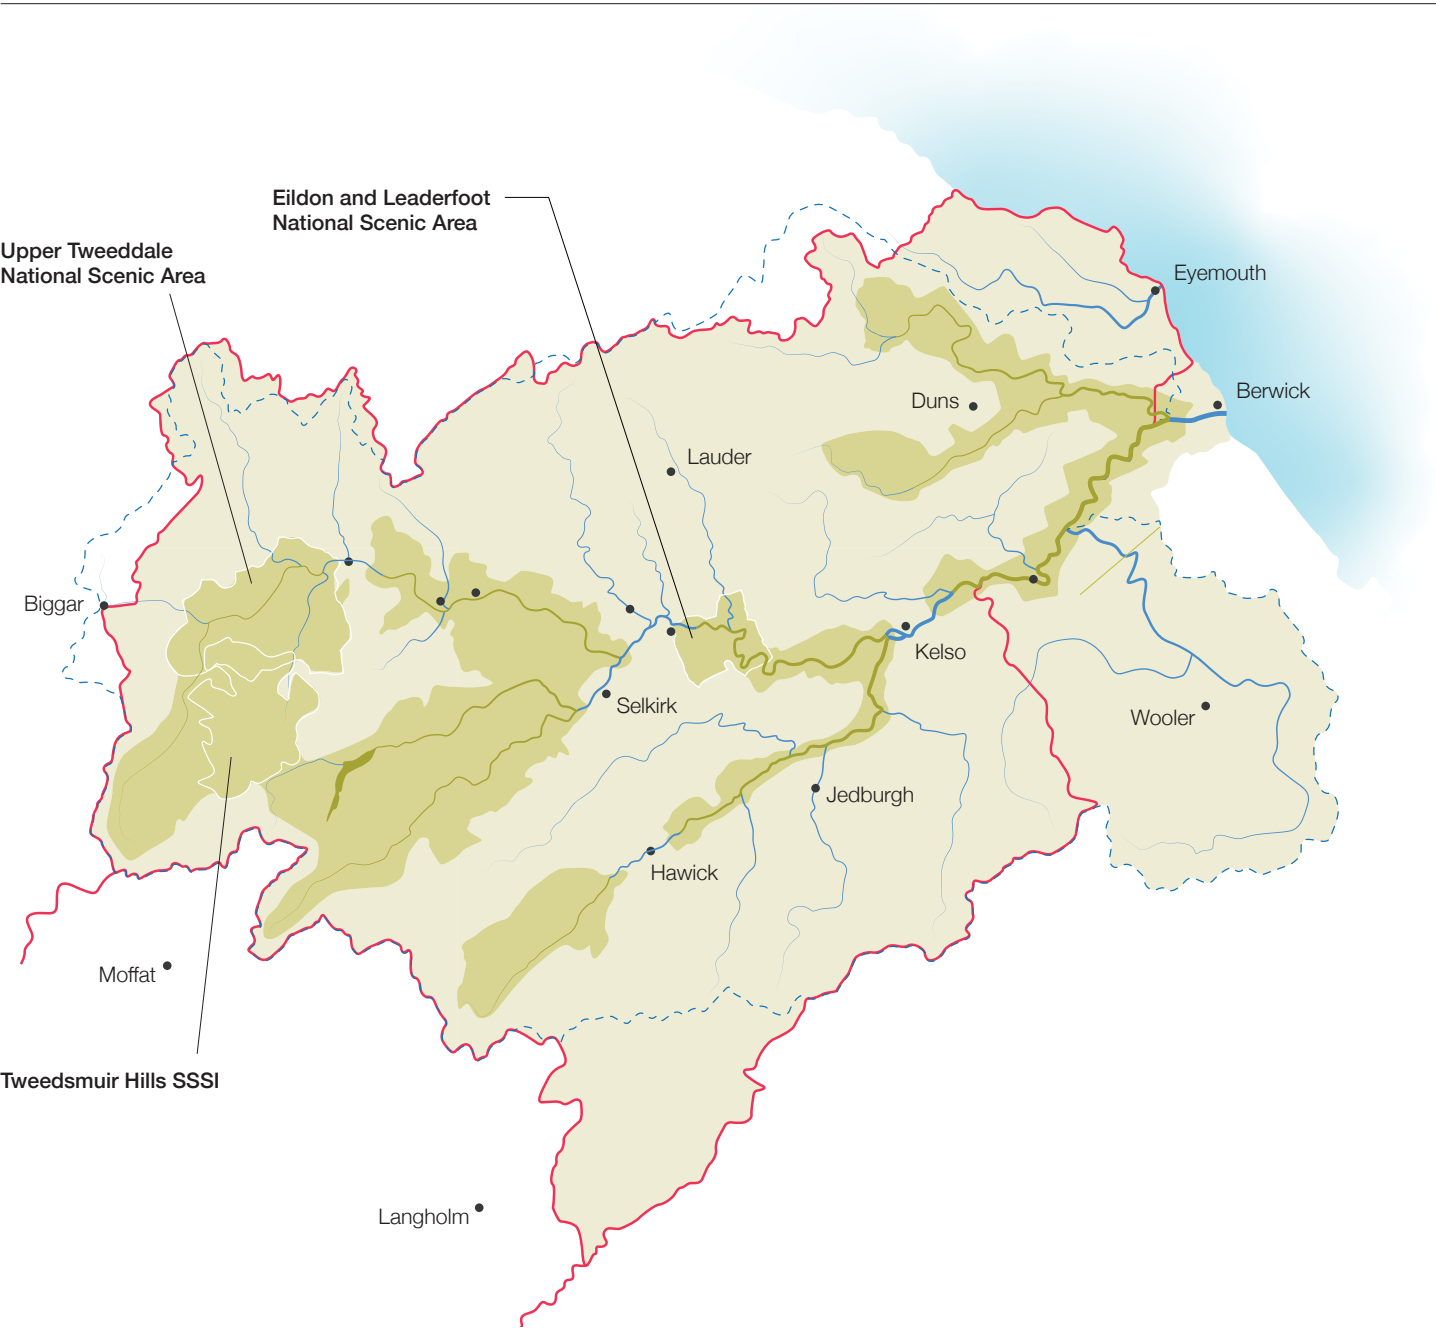 Eildon and Leaderfoot
National Scenic Area
Upper Tweeddale
National Scenic Area
Eyemouth
Berwick
Duns
Lauder
Biggar
Kelso
Selkirk
Wooler
Jedburgh
Hawick
Moffat
Tweedsmuir Hills SSSI
Langholm